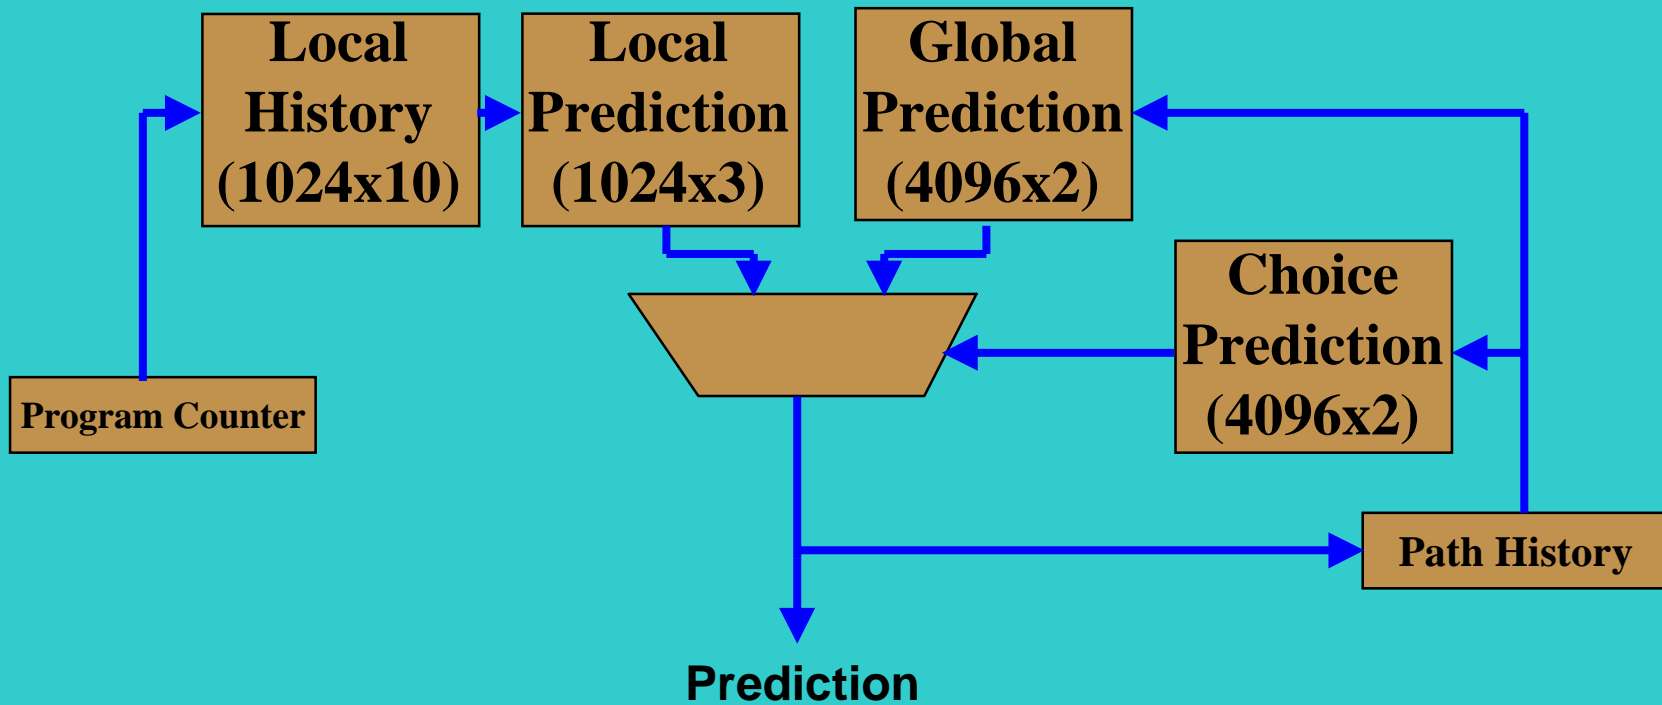 Local
History
(1024x10)
Local
Prediction
(1024x3)
Global
Prediction
(4096x2)
Choice
Prediction
(4096x2)
Program Counter
Path History
Prediction